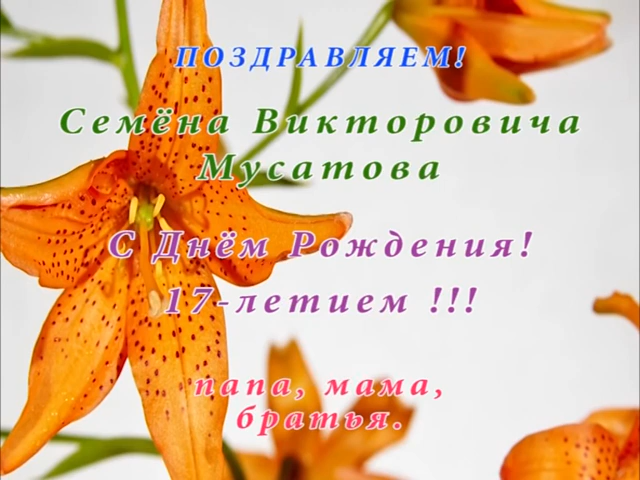 ПОЗДРАВЛЯЕМ!
Семёна Викторовича
Мусатова
С Днём Рождения!
17-летием !!!
папа, мама,
братья.